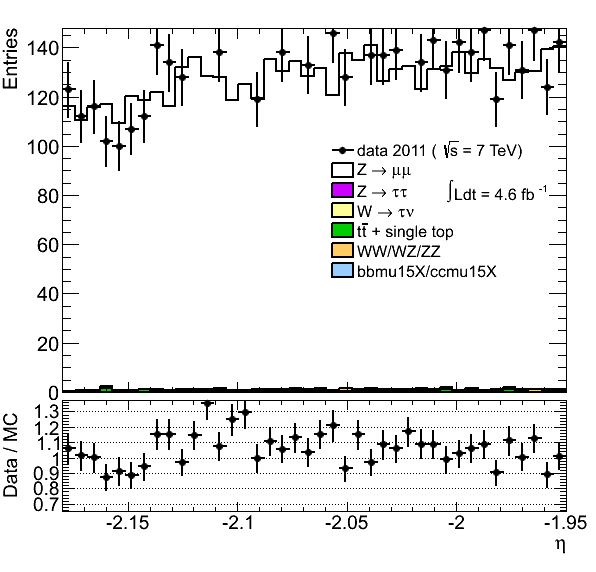 Entries
140
120
100
80
60
40
20
0
data 2011 ( √s = 7 TeV)
Z → μμ
Z → ττ
∫Ldt = 4.6 fb⁻¹
W → τν
tt̄ + single top
WW/WZ/ZZ
bbmu15X/ccmu15X
Data / MC
1.3
1.2
1.1
1
0.9
0.8
0.7
-2.15 -2.1 -2.05 -2 -1.95
η